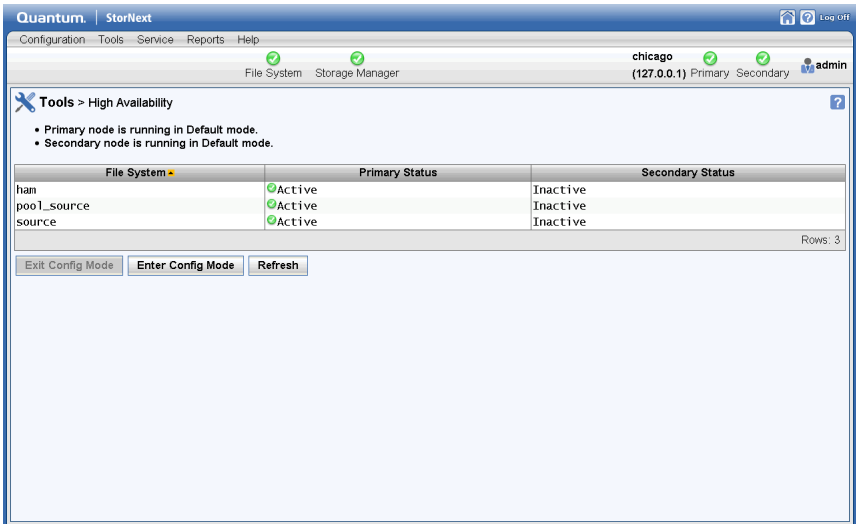 Quantum. StorNext Log Off
Configuration Tools Service Reports Help
File System Storage Manager
chicago
(127.0.0.1) Primary Secondary
admin
Tools > High Availability
• Primary node is running in Default mode.
• Secondary node is running in Default mode.
File System Primary Status Secondary Status
ham Active Inactive
pool_source Active Inactive
source Active Inactive
Rows: 3
Exit Config Mode Enter Config Mode Refresh